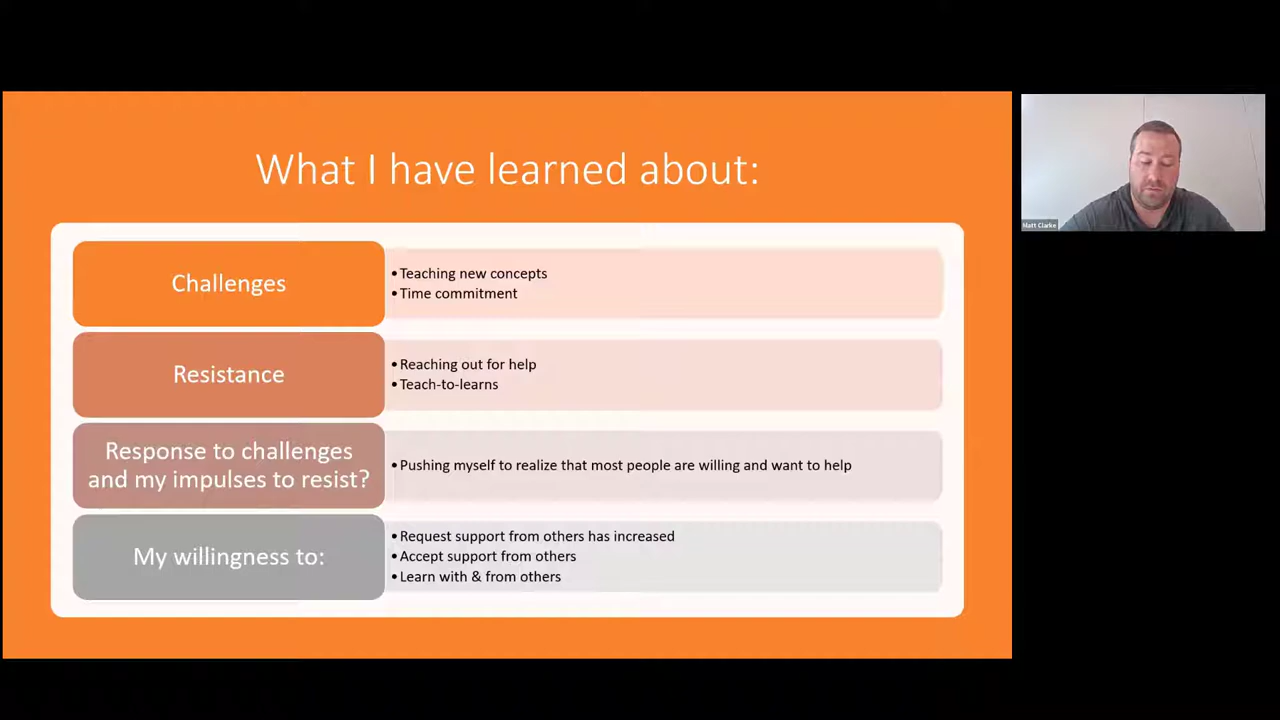 What I have learned about:
Challenges
•Teaching new concepts
•Time commitment
Resistance
•Reaching out for help
•Teach-to-learns
Response to challenges
and my impulses to resist?
•Pushing myself to realize that most people are willing and want to help
My willingness to:
•Request support from others has increased
•Accept support from others
•Learn with & from others
Matt Clarke